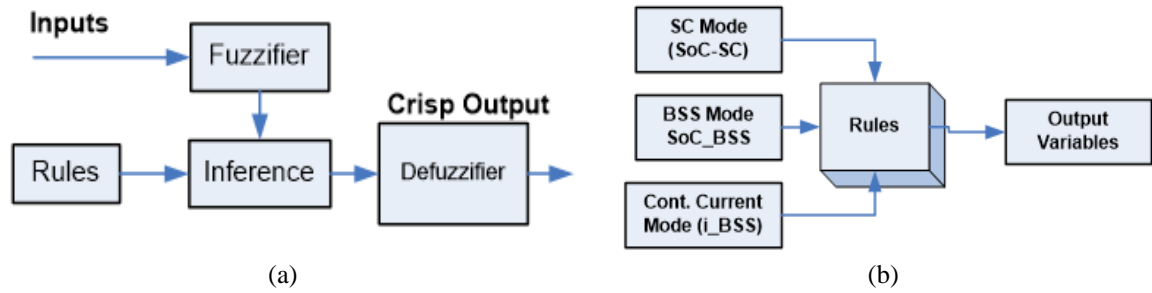 Inputs
Fuzzifier
Crisp Output
Rules
Inference
Defuzzifier
(a)
SC Mode
(SoC-SC)
BSS Mode
SoC_BSS
Cont. Current
Mode (i_BSS)
Rules
Output
Variables
(b)